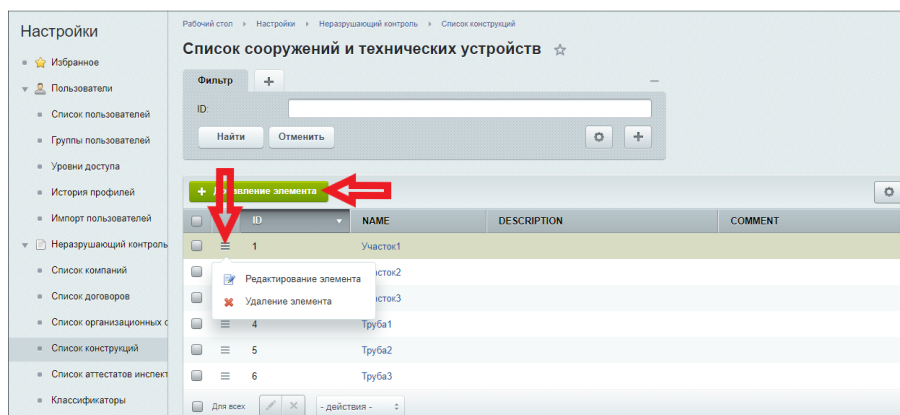 Настройки
Избранное
Пользователи
Список пользователей
Группы пользователей
Уровни доступа
История профилей
Импорт пользователей
Неразрушающий контроль
Список компаний
Список договоров
Список организационных с
Список конструкций
Список аттестатов инспект
Классификаторы
Рабочий стол Настройки Неразрушающий контроль Список конструкций
Список сооружений и технических устройств
Фильтр +
ID:
Найти Отменить
+ Добавление элемента
ID NAME DESCRIPTION COMMENT
1 Участок1
Редактирование элемента
Удаление элемента
4 Труба1
5 Труба2
6 Труба3
Для всех - действия -